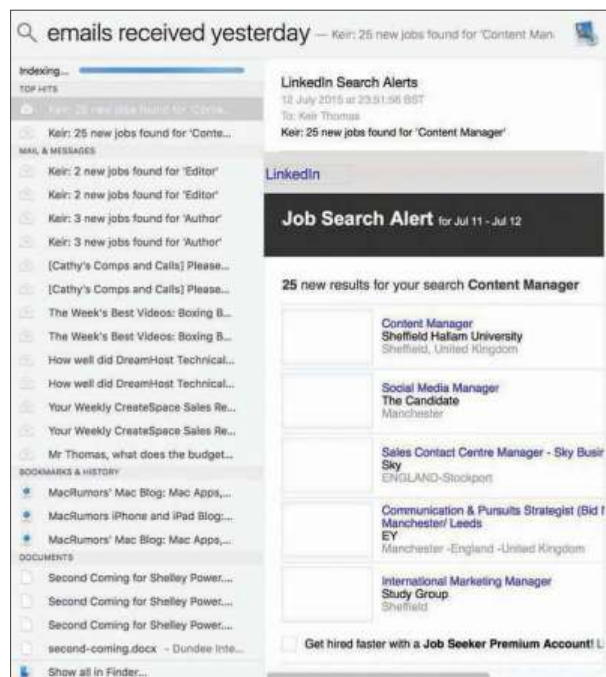 emails received yesterday — Keir: 25 new jobs found for 'Content Man
Indexing...
TOP HITS
Keir: 25 new jobs found for 'Conte...
Keir: 25 new jobs found for 'Conte...
MAIL & MESSAGES
Keir: 2 new jobs found for 'Editor'
Keir: 2 new jobs found for 'Editor'
Keir: 3 new jobs found for 'Author'
Keir: 3 new jobs found for 'Author'
[Cathy's Comps and Calls] Please...
[Cathy's Comps and Calls] Please...
The Week's Best Videos: Boxing B...
The Week's Best Videos: Boxing B...
How well did DreamHost Technical...
How well did DreamHost Technical...
Your Weekly CreateSpace Sales Re...
Your Weekly CreateSpace Sales Re...
Mr Thomas, what does the budget...
BOOKMARKS & HISTORY
MacRumors' Mac Blog: Mac Apps,...
MacRumors iPhone and iPad Blog:...
MacRumors' Mac Blog: Mac Apps,...
DOCUMENTS
Second Coming for Shelley Power....
Second Coming for Shelley Power....
Second Coming for Shelley Power....
second-coming.docx - Dundee Inte...
Show all in Finder...
LinkedIn Search Alerts
12 July 2015 at 23:51:56 BST
To: Keir Thomas
Keir: 25 new jobs found for 'Content Manager'
LinkedIn
Job Search Alert for Jul 11 - Jul 12
25 new results for your search Content Manager
Content Manager
Sheffield Hallam University
Sheffield, United Kingdom
Social Media Manager
The Candidate
Manchester
Sales Contact Centre Manager - Sky Busin
Sky
ENGLAND-Stockport
Communication & Pursuits Strategist (Bid
Manchester/ Leeds
EY
Manchester -England -United Kingdom
International Marketing Manager
Study Group
Sheffield
Get hired faster with a Job Seeker Premium Account! L